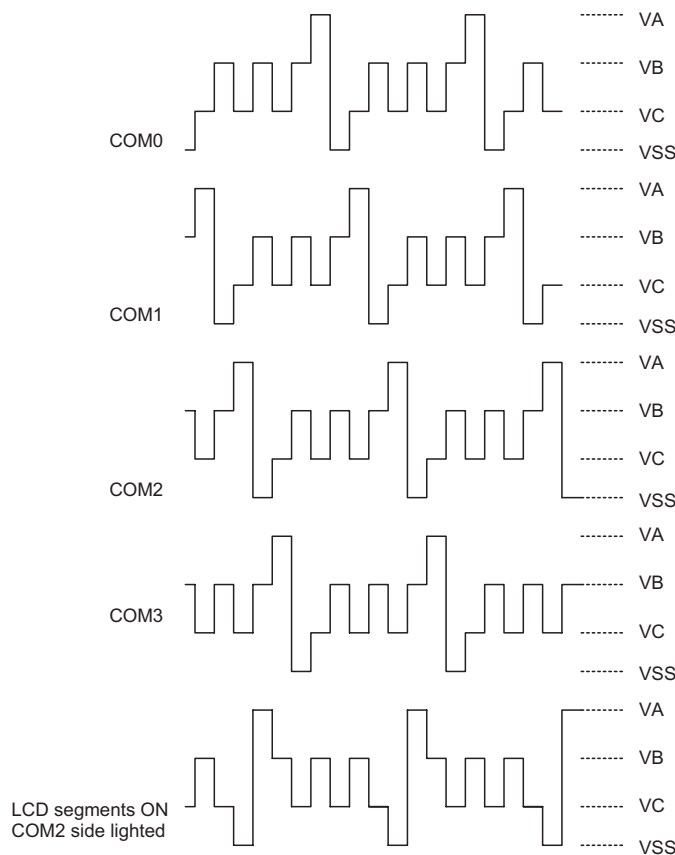 VA
VB
VC
COM0
VSS
VA
VB
VC
COM1
VSS
VA
VB
VC
COM2
VSS
VA
VB
COM3
VC
VSS
VA
VB
VC
LCD segments ON
COM2 side lighted
VSS